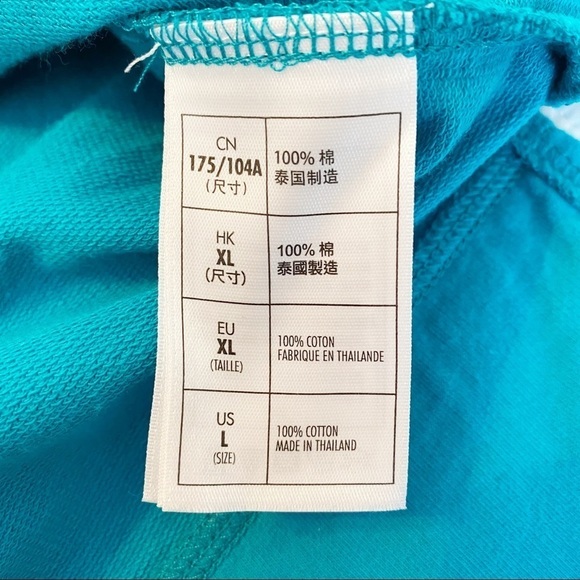 CN
175/104A
(尺寸)
100% 棉
泰国制造
HK
XL
(尺寸)
100% 棉
泰國製造
EU
XL
(TAILLE)
100% COTON
FABRIQUE EN THAILANDE
US
L
(SIZE)
100% COTTON
MADE IN THAILAND